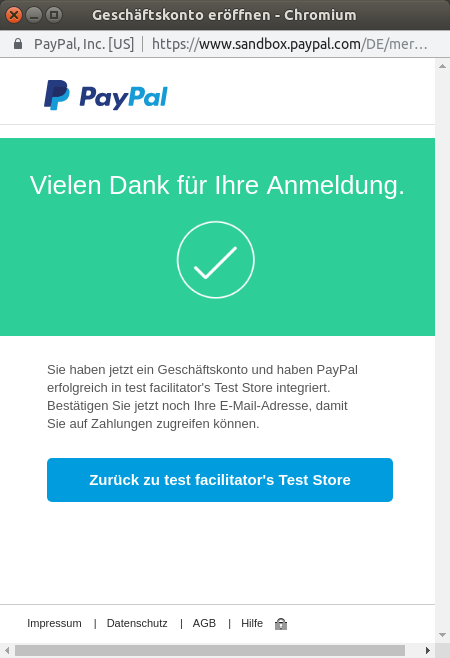 Geschäftskonto eröffnen - Chromium
PayPal, Inc. [US] | https://www.sandbox.paypal.com/DE/mer…
PayPal
Vielen Dank für Ihre Anmeldung.
Sie haben jetzt ein Geschäftskonto und haben PayPal
erfolgreich in test facilitator's Test Store integriert.
Bestätigen Sie jetzt noch Ihre E-Mail-Adresse, damit
Sie auf Zahlungen zugreifen können.
Zurück zu test facilitator's Test Store
Impressum | Datenschutz | AGB | Hilfe